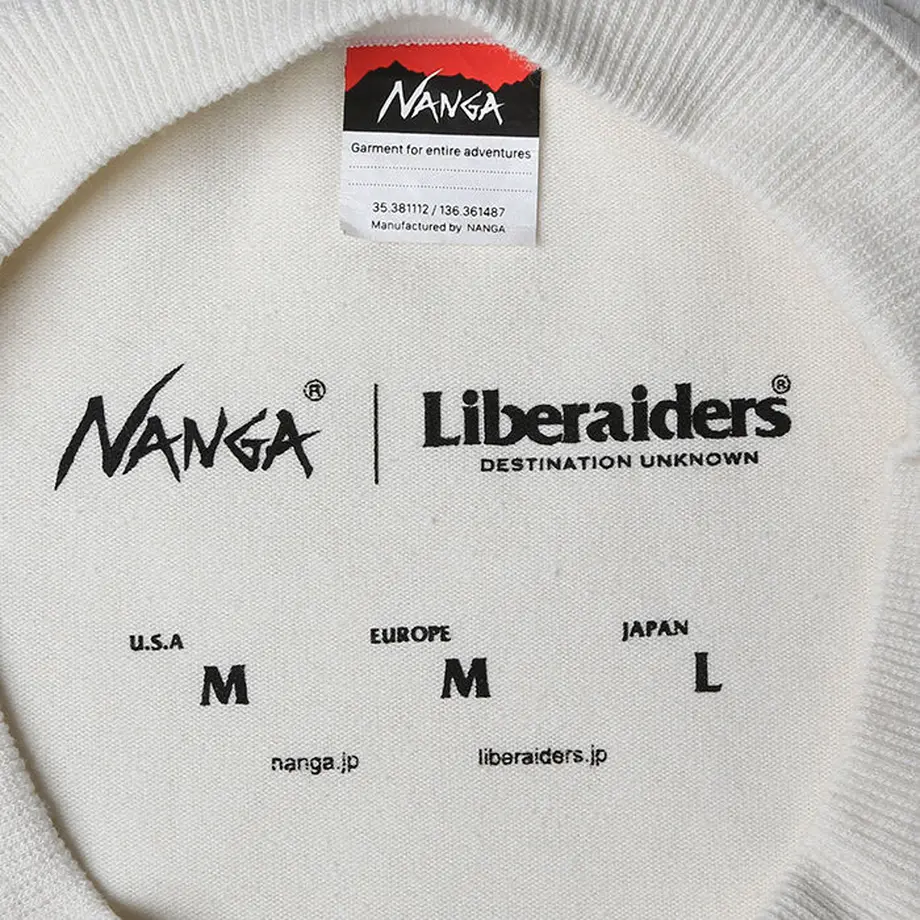 NANGA
Garment for entire adventures
35.381112 / 136.361487
Manufactured by NANGA
NANGA® | Liberaiders®
DESTINATION UNKNOWN
U.S.A EUROPE JAPAN
M M L
nanga.jp liberaiders.jp